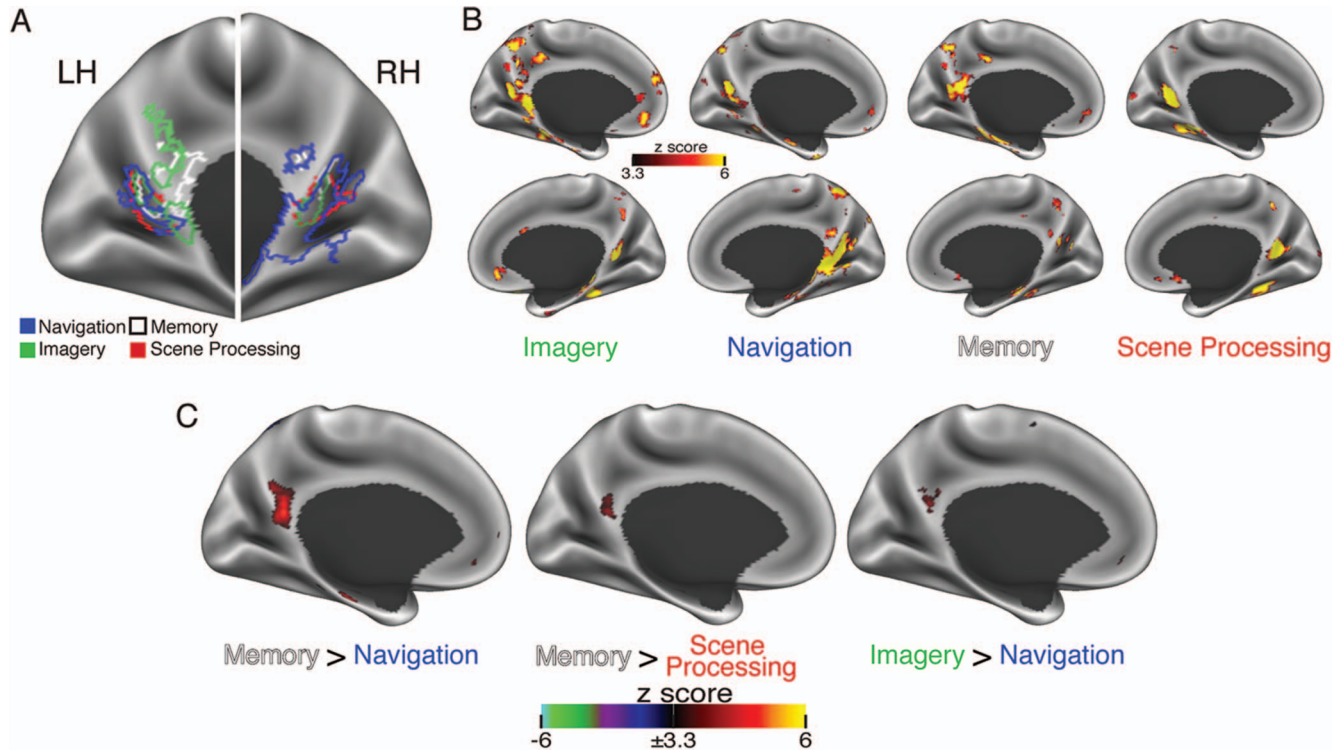 A
LH
RH
Navigation
Memory
Imagery
Scene Processing
B
z score
3.3
6
Imagery
Navigation
Memory
Scene Processing
C
Memory > Navigation
Memory > Scene Processing
Imagery > Navigation
z score
-6
±3.3
6